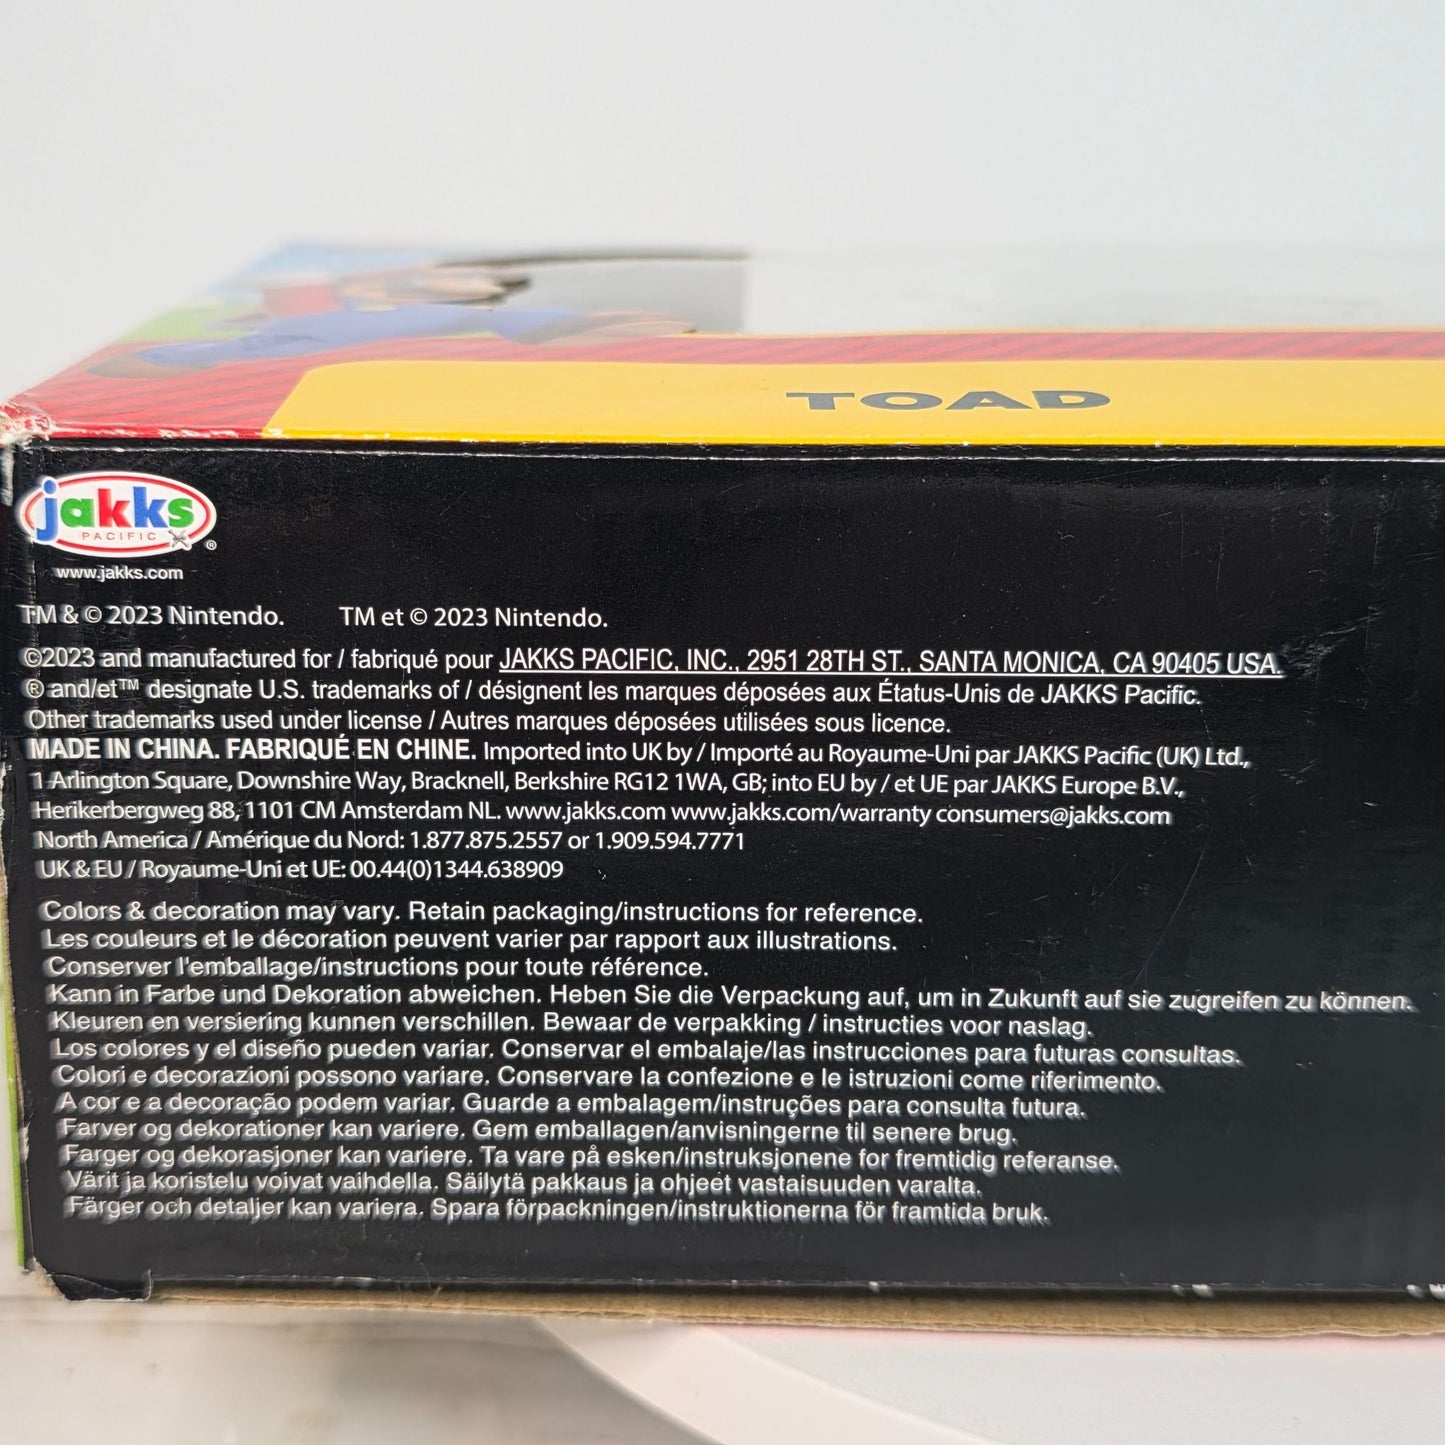 TOAD
jakks
PACIFIC
®
www.jakks.com
TM & © 2023 Nintendo. TM et © 2023 Nintendo.
©2023 and manufactured for / fabriqué pour JAKKS PACIFIC, INC., 2951 28TH ST., SANTA MONICA, CA 90405 USA.
® and/et™ designate U.S. trademarks of / désignent les marques déposées aux États-Unis de JAKKS Pacific.
Other trademarks used under license / Autres marques déposées utilisées sous licence.
MADE IN CHINA. FABRIQUÉ EN CHINE. Imported into UK by / Importé au Royaume-Uni par JAKKS Pacific (UK) Ltd.,
1 Arlington Square, Downshire Way, Bracknell, Berkshire RG12 1WA, GB; into EU by / et UE par JAKKS Europe B.V.,
Herikerbergweg 88, 1101 CM Amsterdam NL. www.jakks.com www.jakks.com/warranty consumers@jakks.com
North America / Amérique du Nord: 1.877.875.2557 or 1.909.594.7771
UK & EU / Royaume-Uni et UE: 00.44(0)1344.638909
Colors & decoration may vary. Retain packaging/instructions for reference.
Les couleurs et le décoration peuvent varier par rapport aux illustrations.
Conserver l'emballage/instructions pour toute référence.
Kann in Farbe und Dekoration abweichen. Heben Sie die Verpackung auf, um in Zukunft auf sie zugreifen zu können.
Kleuren en versiering kunnen verschillen. Bewaar de verpakking / instructies voor naslag.
Los colores y el diseño pueden variar. Conservar el embalaje/las instrucciones para futuras consultas.
Colori e decorazioni possono variare. Conservare la confezione e le istruzioni come riferimento.
A cor e a decoração podem variar. Guarde a embalagem/instruções para consulta futura.
Farver og dekorationer kan variere. Gem emballagen/anvisningerne til senere brug.
Farger og dekorasjoner kan variere. Ta vare på esken/instruksjonene for fremtidig referanse.
Värit ja koristelu voivat vaihdella. Säilytä pakkaus ja ohjeet vastaisuuden varalta.
Färger och detaljer kan variera. Spara förpackningen/instruktionerna för framtida bruk.